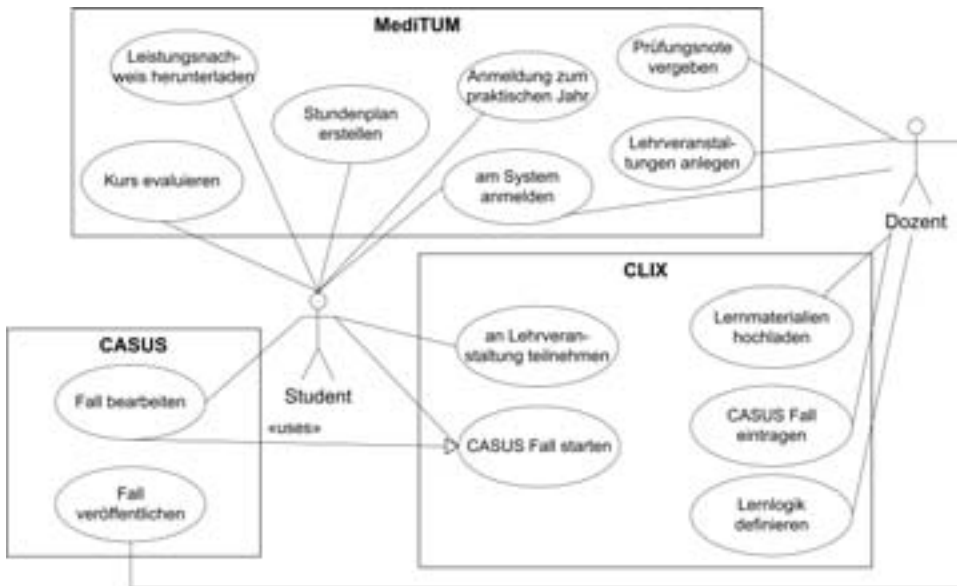 MediTUM
Leistungsnach-
weis herunterladen
Stundenplan
erstellen
Anmeldung zum
praktischen Jahr
Prüfungsnote
vergeben
Kurs evaluieren
am System
anmelden
Lehrveranstal-
tungen anlegen
Dozent
CLIX
an Lehrveran-
staltung teilnehmen
Lernmaterialien
hochladen
CASUS Fall starten
CASUS Fall
eintragen
Lernlogik
definieren
Student
CASUS
Fall bearbeiten
«uses»
Fall
veröffentlichen